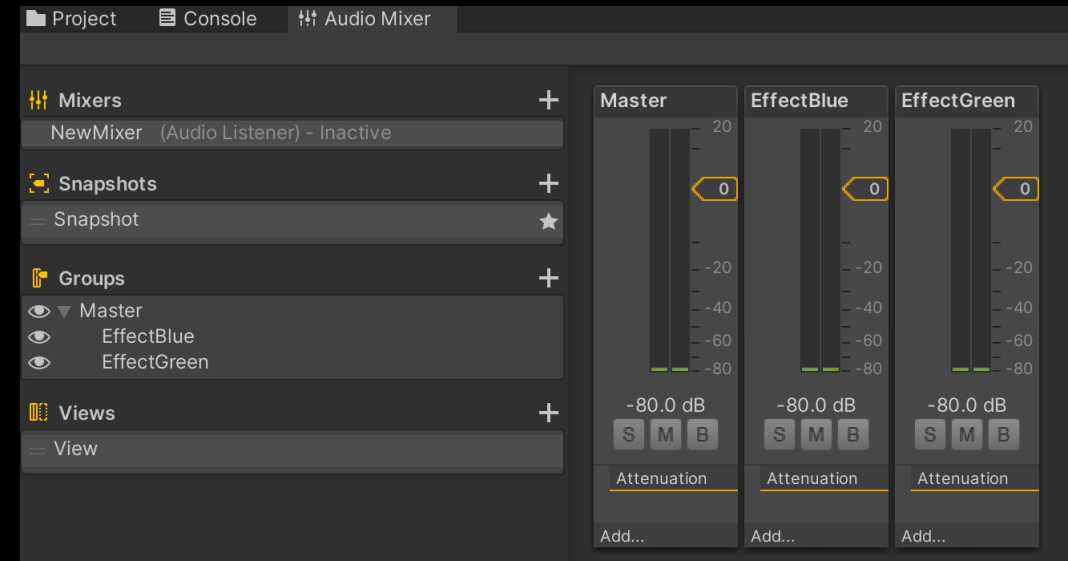 Project Console Audio Mixer
Mixers
NewMixer (Audio Listener) - Inactive
Snapshots
Snapshot
Groups
Master
EffectBlue
EffectGreen
Views
View
Master
20
0
-20
-40
-60
-80
-80.0 dB
S M B
Attenuation
Add...
EffectBlue
20
0
-20
-40
-60
-80
-80.0 dB
S M B
Attenuation
Add...
EffectGreen
20
0
-20
-40
-60
-80
-80.0 dB
S M B
Attenuation
Add...